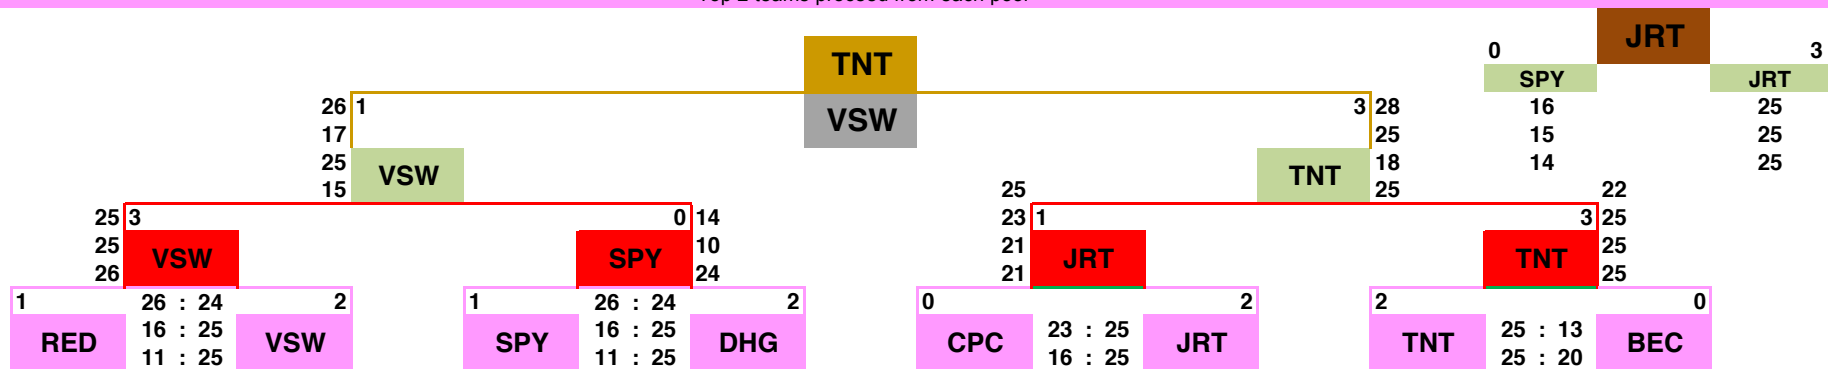 JRT
0 3
TNT
SPY JRT
26 1 VSW 3 28 16 25
17 25 15 25
25 VSW TNT 18 14 25
15 25 25 22
25 3 0 14 23 1 3 25
25 VSW SPY 10 21 JRT TNT 25
26 24 21 25
1 26 : 24 2 1 26 : 24 2 0 2 2 0
RED 16 : 25 VSW SPY 16 : 25 DHG CPC 23 : 25 JRT TNT 25 : 13 BEC
11 : 25 11 : 25 16 : 25 25 : 20